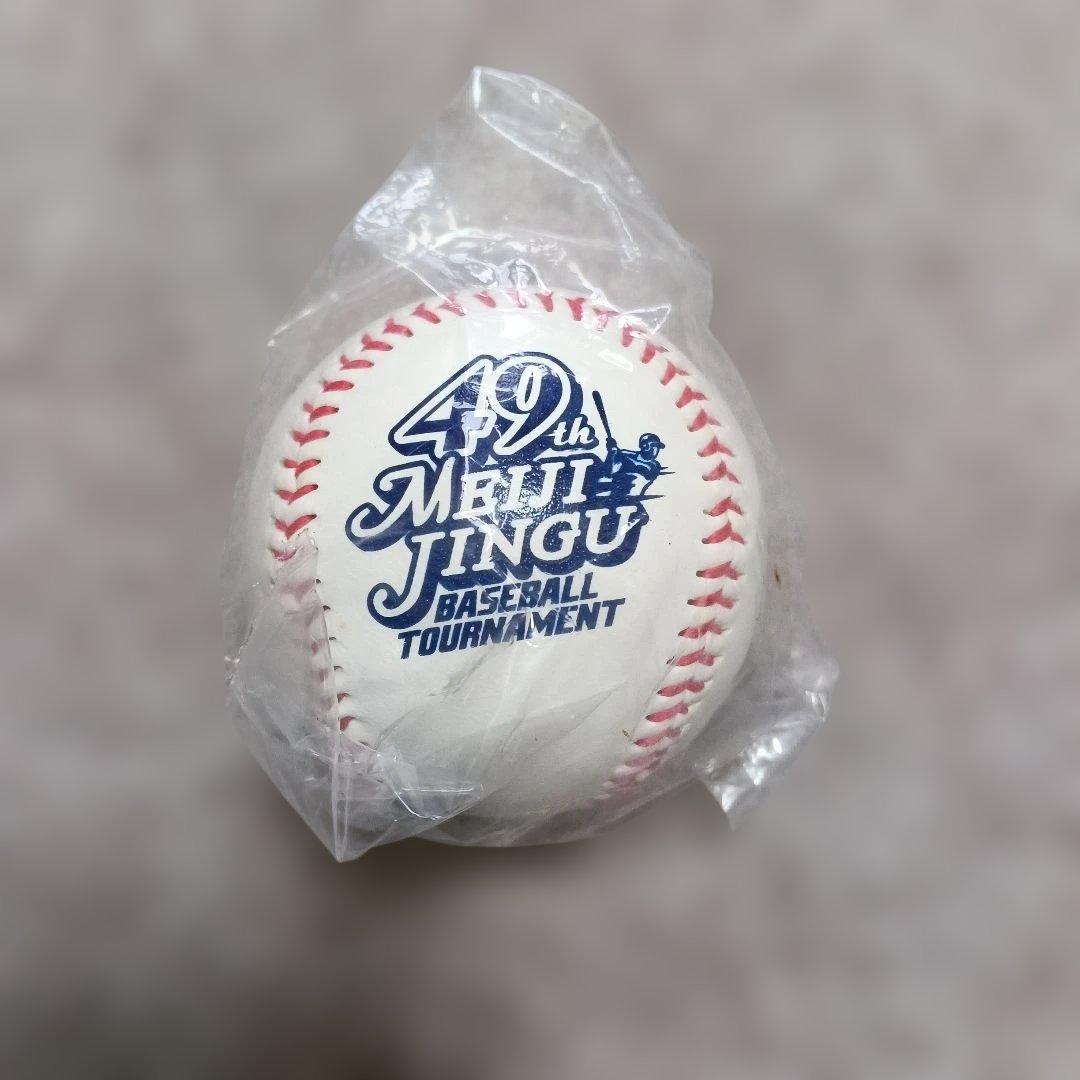 49th
MEIJI
JINGU
BASEBALL
TOURNAMENT